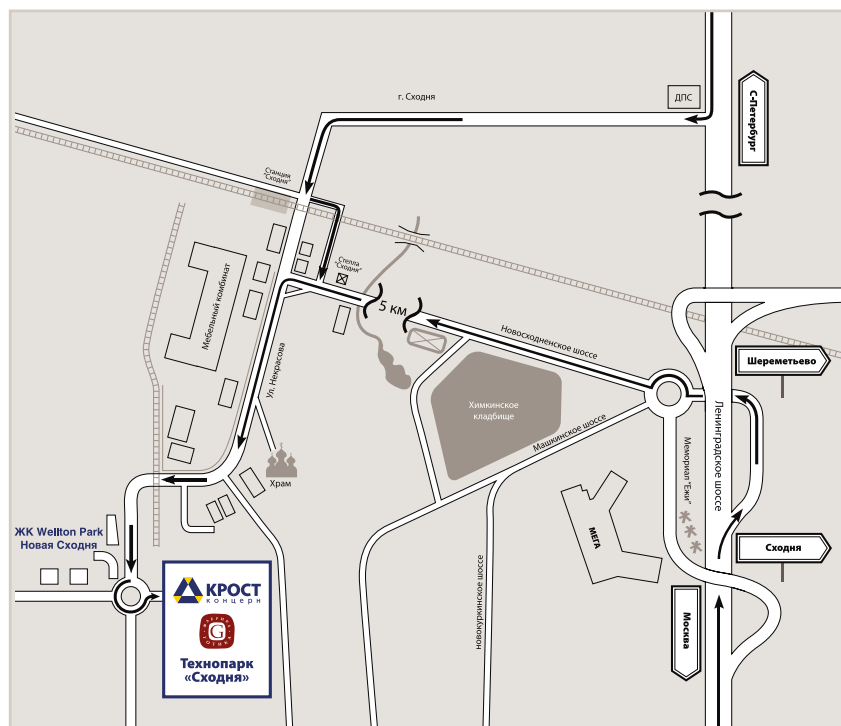 г. Сходня
ДПС
С-Петербург
Станция
"Сходня"
Стелла
"Сходня"
Мебельный комбинат
5 км
Новосходненское шоссе
Ул. Некрасова
Шереметьево
Химкинское
кладбище
Машкинское шоссе
Ленинградское шоссе
Мемориал "Ежи"
Храм
МЕГА
ЖК Wellton Park
Новая Сходня
Сходня
новокуркинское шоссе
Москва
КРОСТ
КОНЦЕРН
G
Технопарк
«Сходня»